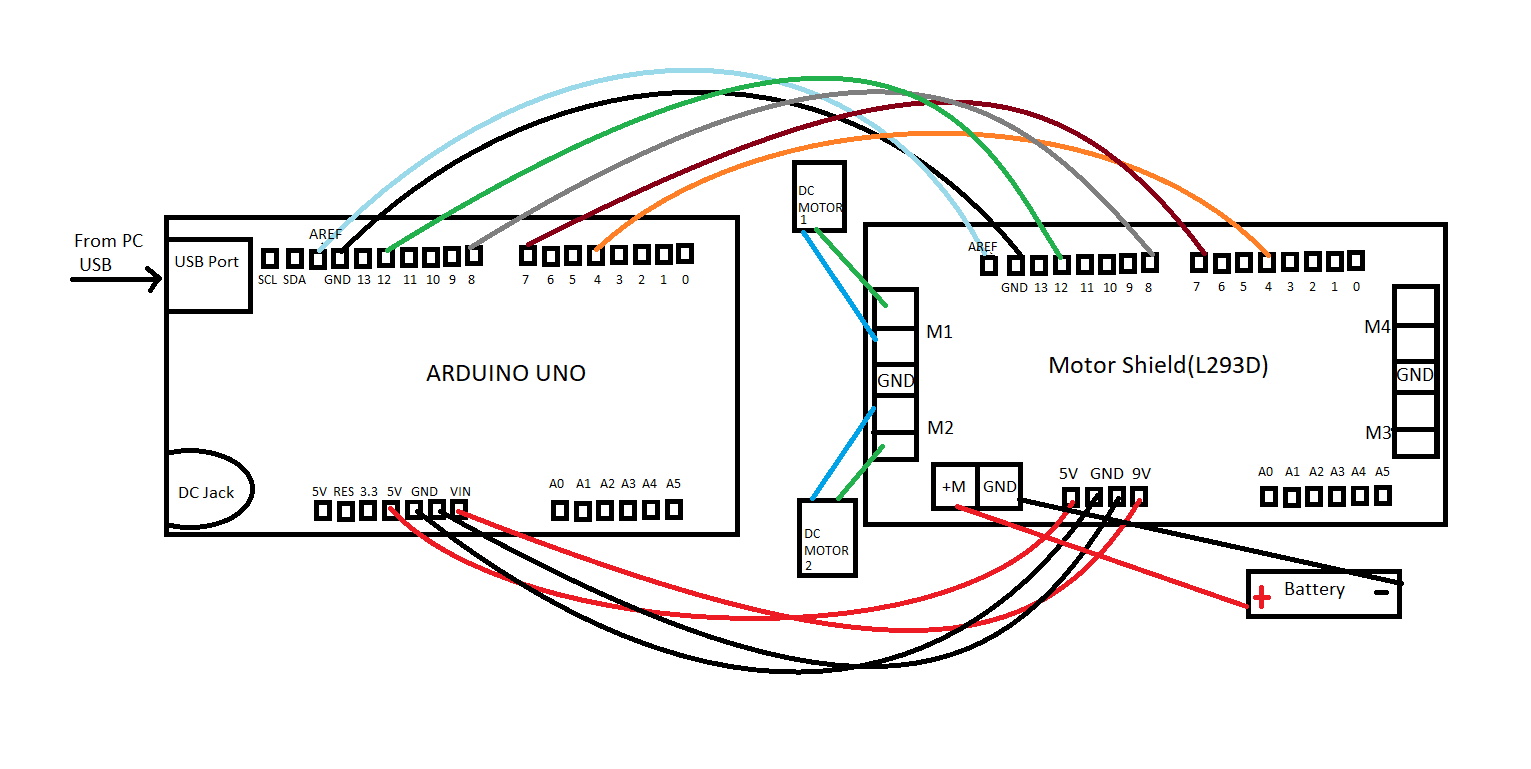 From PC
USB
USB Port
AREF
SCL SDA GND 13 12 11 10 9 8 7 6 5 4 3 2 1 0
ARDUINO UNO
DC Jack
5V RES 3.3 5V GND VIN
A0 A1 A2 A3 A4 A5
DC
MOTOR
1
DC
MOTOR
2
AREF
GND 13 12 11 10 9 8 7 6 5 4 3 2 1 0
M1
GND
M2
Motor Shield(L293D)
M4
GND
M3
+M GND
5V GND 9V
A0 A1 A2 A3 A4 A5
+ Battery -